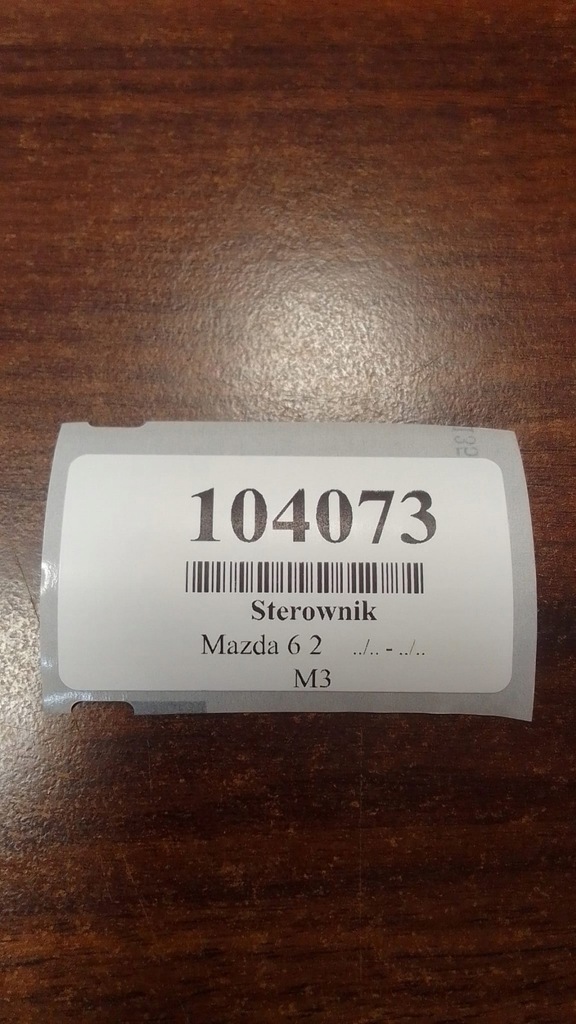 104073
Sterownik
Mazda 6 2 ../.. - ../..
M3